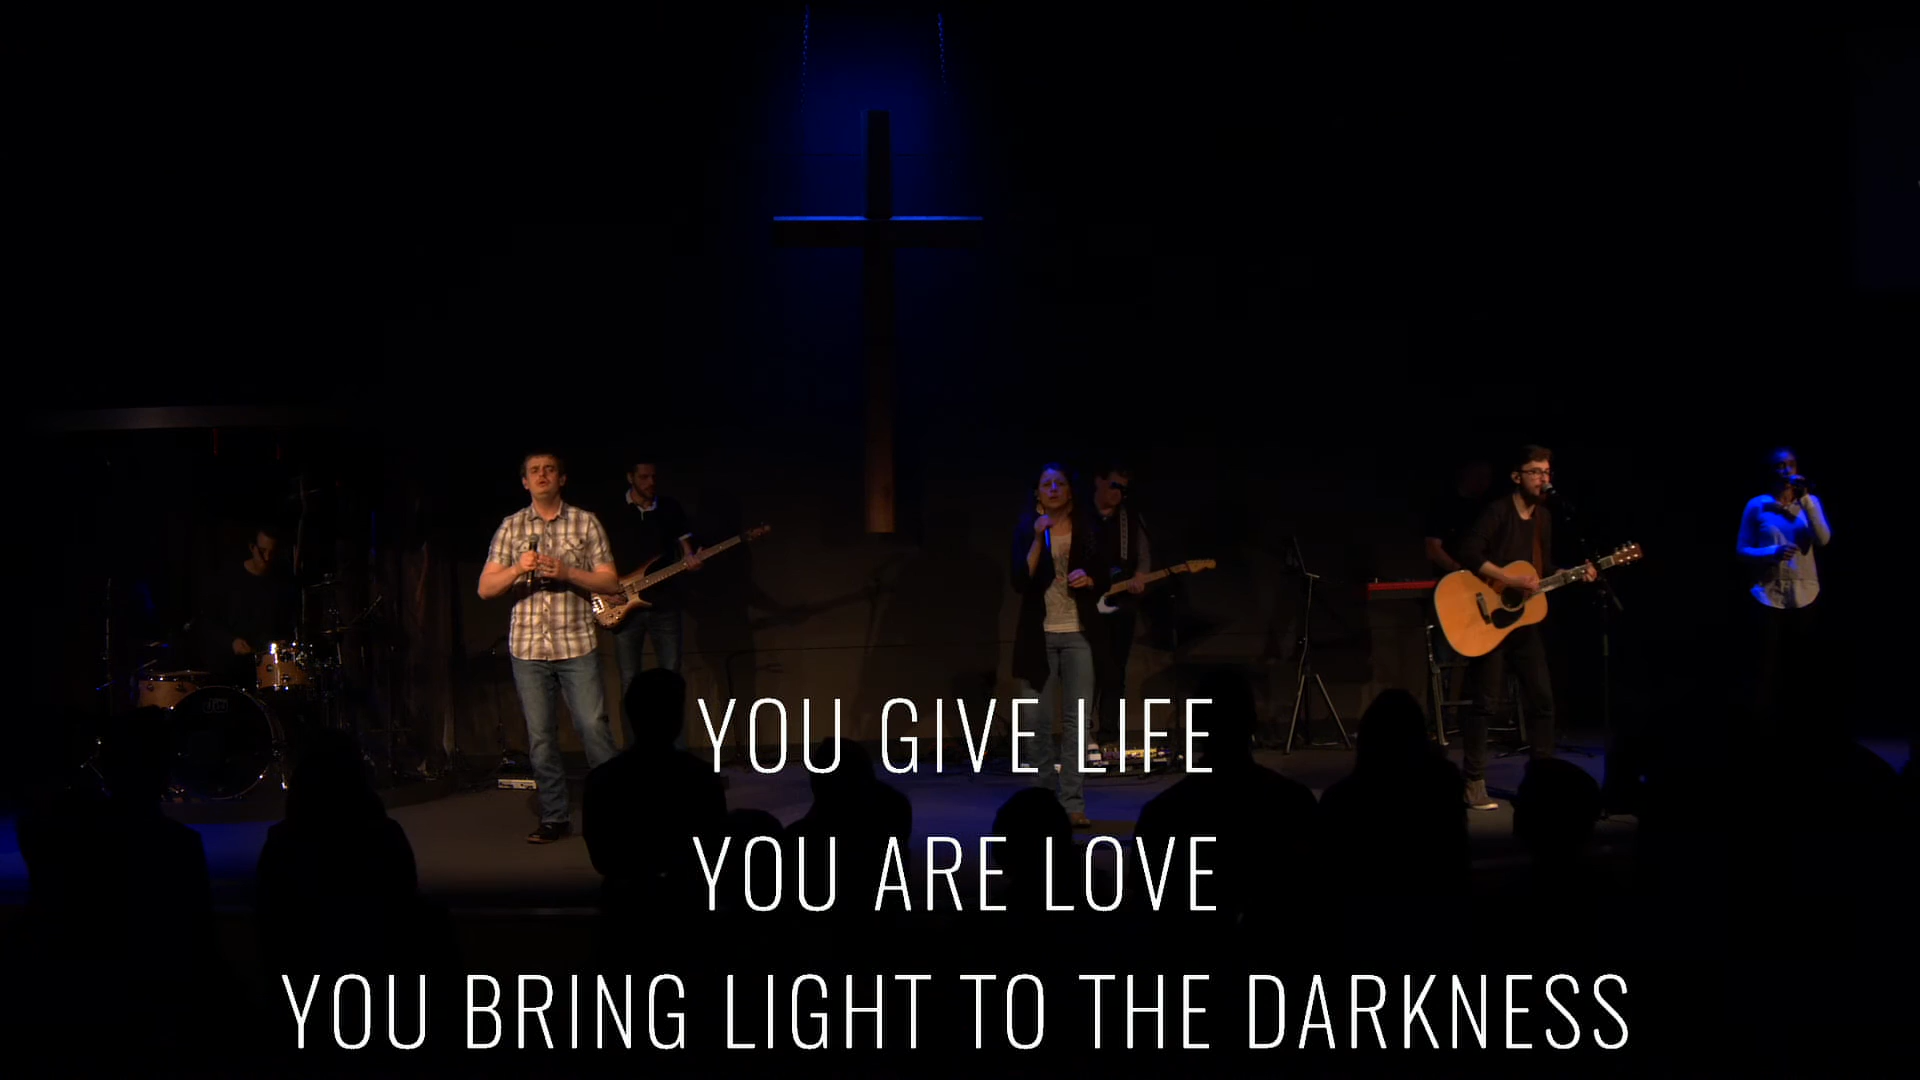 YOU GIVE LIFE
YOU ARE LOVE
YOU BRING LIGHT TO THE DARKNESS